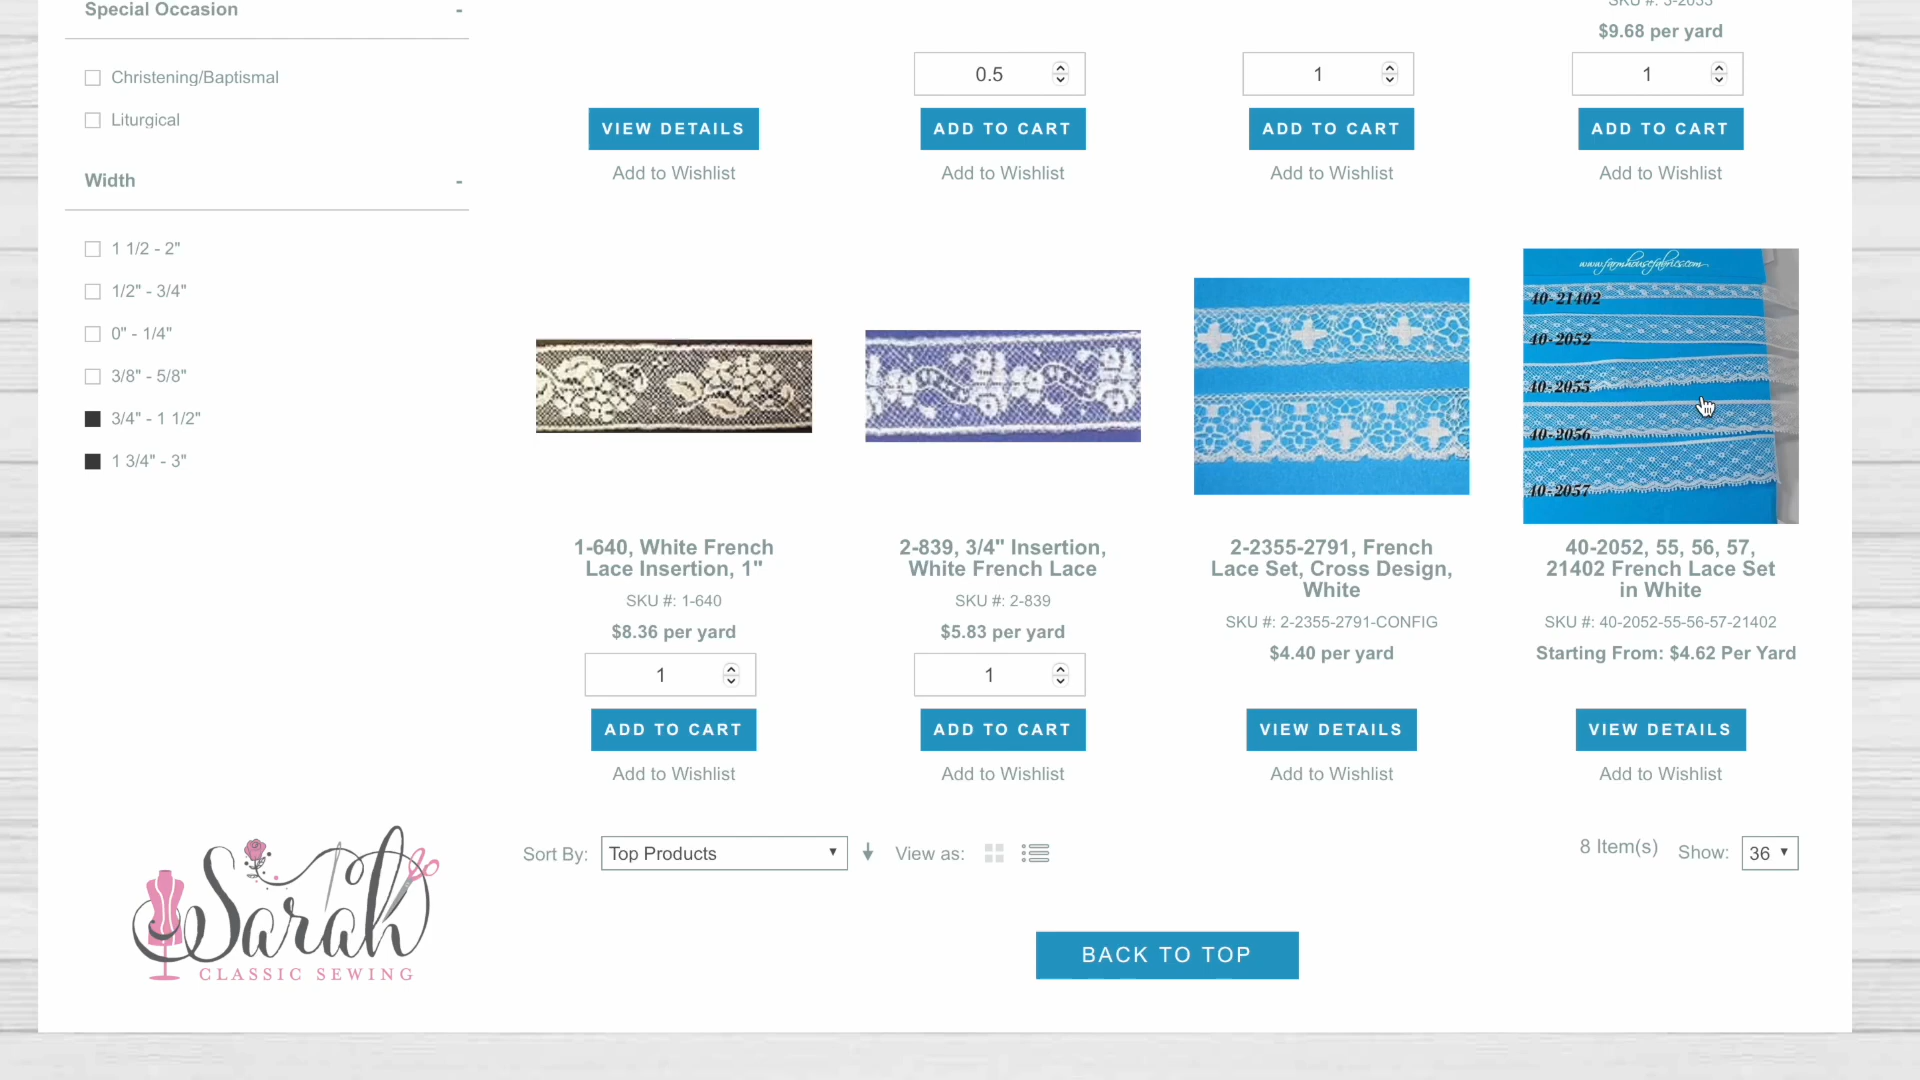 Special Occasion -
Christening/Baptismal
Liturgical
Width -
1 1/2 - 2"
1/2" - 3/4"
0" - 1/4"
3/8" - 5/8"
3/4" - 1 1/2"
1 3/4" - 3"
SKU #: 3-2033
$9.68 per yard
0.5
1
1
VIEW DETAILS
ADD TO CART
ADD TO CART
ADD TO CART
Add to Wishlist
Add to Wishlist
Add to Wishlist
Add to Wishlist
www.farmhousefabrics.com
40-21402
40-2052
40-2055
40-2056
40-2057
1-640, White French
Lace Insertion, 1"
SKU #: 1-640
$8.36 per yard
1
ADD TO CART
Add to Wishlist
2-839, 3/4" Insertion,
White French Lace
SKU #: 2-839
$5.83 per yard
1
ADD TO CART
Add to Wishlist
2-2355-2791, French
Lace Set, Cross Design,
White
SKU #: 2-2355-2791-CONFIG
$4.40 per yard
VIEW DETAILS
Add to Wishlist
40-2052, 55, 56, 57,
21402 French Lace Set
in White
SKU #: 40-2052-55-56-57-21402
Starting From: $4.62 Per Yard
VIEW DETAILS
Add to Wishlist
Sort By: Top Products View as: 8 Item(s) Show: 36
BACK TO TOP
Sarah
CLASSIC SEWING